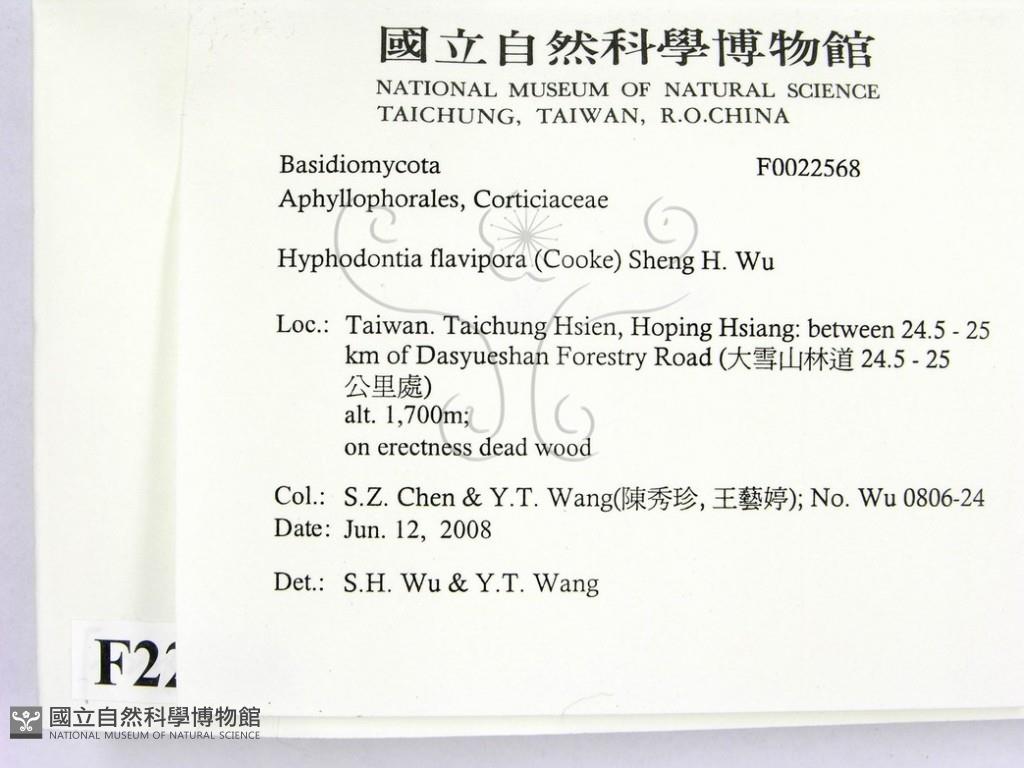 國立自然科學博物館
NATIONAL MUSEUM OF NATURAL SCIENCE
TAICHUNG, TAIWAN, R.O.CHINA
Basidiomycota F0022568
Aphyllophorales, Corticiaceae
Hyphodontia flavipora (Cooke) Sheng H. Wu
Loc.: Taiwan. Taichung Hsien, Hoping Hsiang: between 24.5 - 25
km of Dasyueshan Forestry Road (大雪山林道 24.5 - 25
公里處)
alt. 1,700m;
on erectness dead wood
Col.: S.Z. Chen & Y.T. Wang(陳秀珍, 王藝婷); No. Wu 0806-24
Date: Jun. 12, 2008
Det.: S.H. Wu & Y.T. Wang
F22
國立自然科學博物館
NATIONAL MUSEUM OF NATURAL SCIENCE